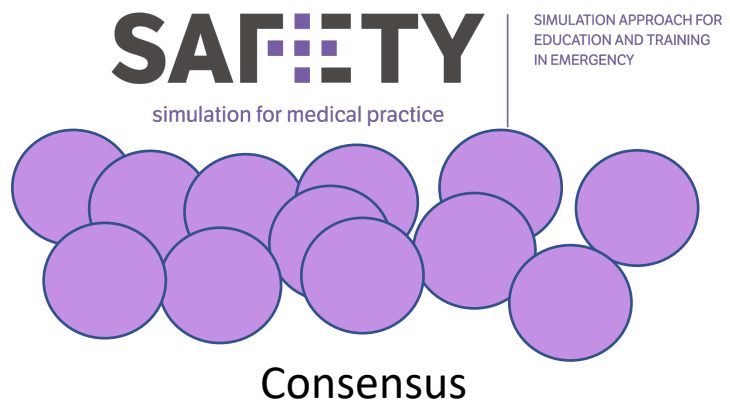 SAFETY
simulation for medical practice
SIMULATION APPROACH FOR
EDUCATION AND TRAINING
IN EMERGENCY
Consensus